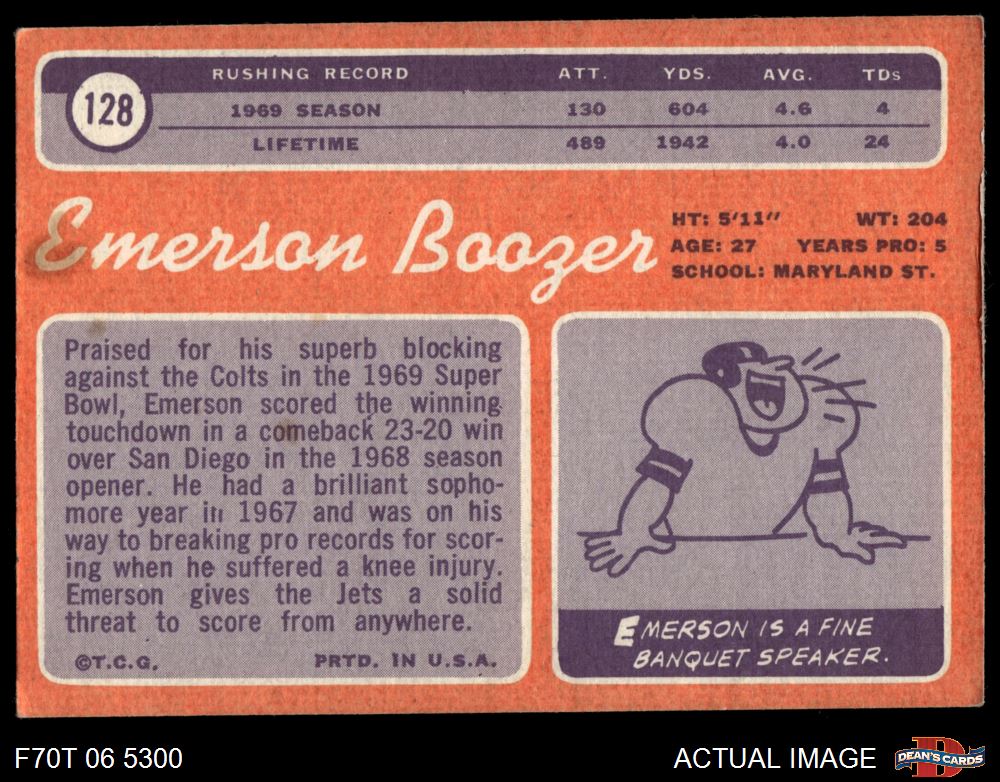 RUSHING RECORD ATT. YDS. AVG. TDs
128
1969 SEASON 130 604 4.6 4
LIFETIME 489 1942 4.0 24
Emerson Boozer
HT: 5'11" WT: 204
AGE: 27 YEARS PRO: 5
SCHOOL: MARYLAND ST.
Praised for his superb blocking
against the Colts in the 1969 Super
Bowl, Emerson scored the winning
touchdown in a comeback 23-20 win
over San Diego in the 1968 season
opener. He had a brilliant sopho-
more year in 1967 and was on his
way to breaking pro records for scor-
ing when he suffered a knee injury.
Emerson gives the Jets a solid
threat to score from anywhere.
©T.C.G. PRTD. IN U.S.A.
EMERSON IS A FINE
BANQUET SPEAKER.
F70T 06 5300 ACTUAL IMAGE
D
DEAN'S CARDS